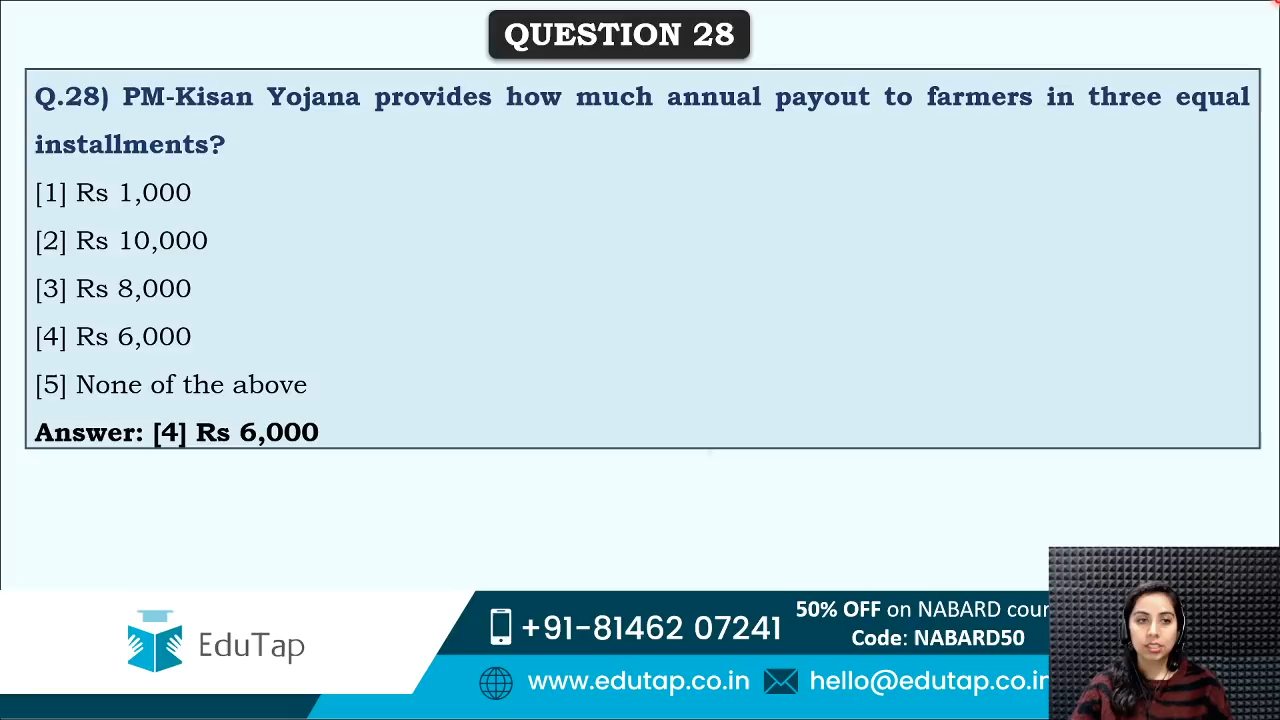 QUESTION 28
Q.28) PM-Kisan Yojana provides how much annual payout to farmers in three equal
installments?
[1] Rs 1,000
[2] Rs 10,000
[3] Rs 8,000
[4] Rs 6,000
[5] None of the above
Answer: [4] Rs 6,000
EduTap
+91-81462 07241
50% OFF on NABARD cour
Code: NABARD50
www.edutap.co.in
hello@edutap.co.in